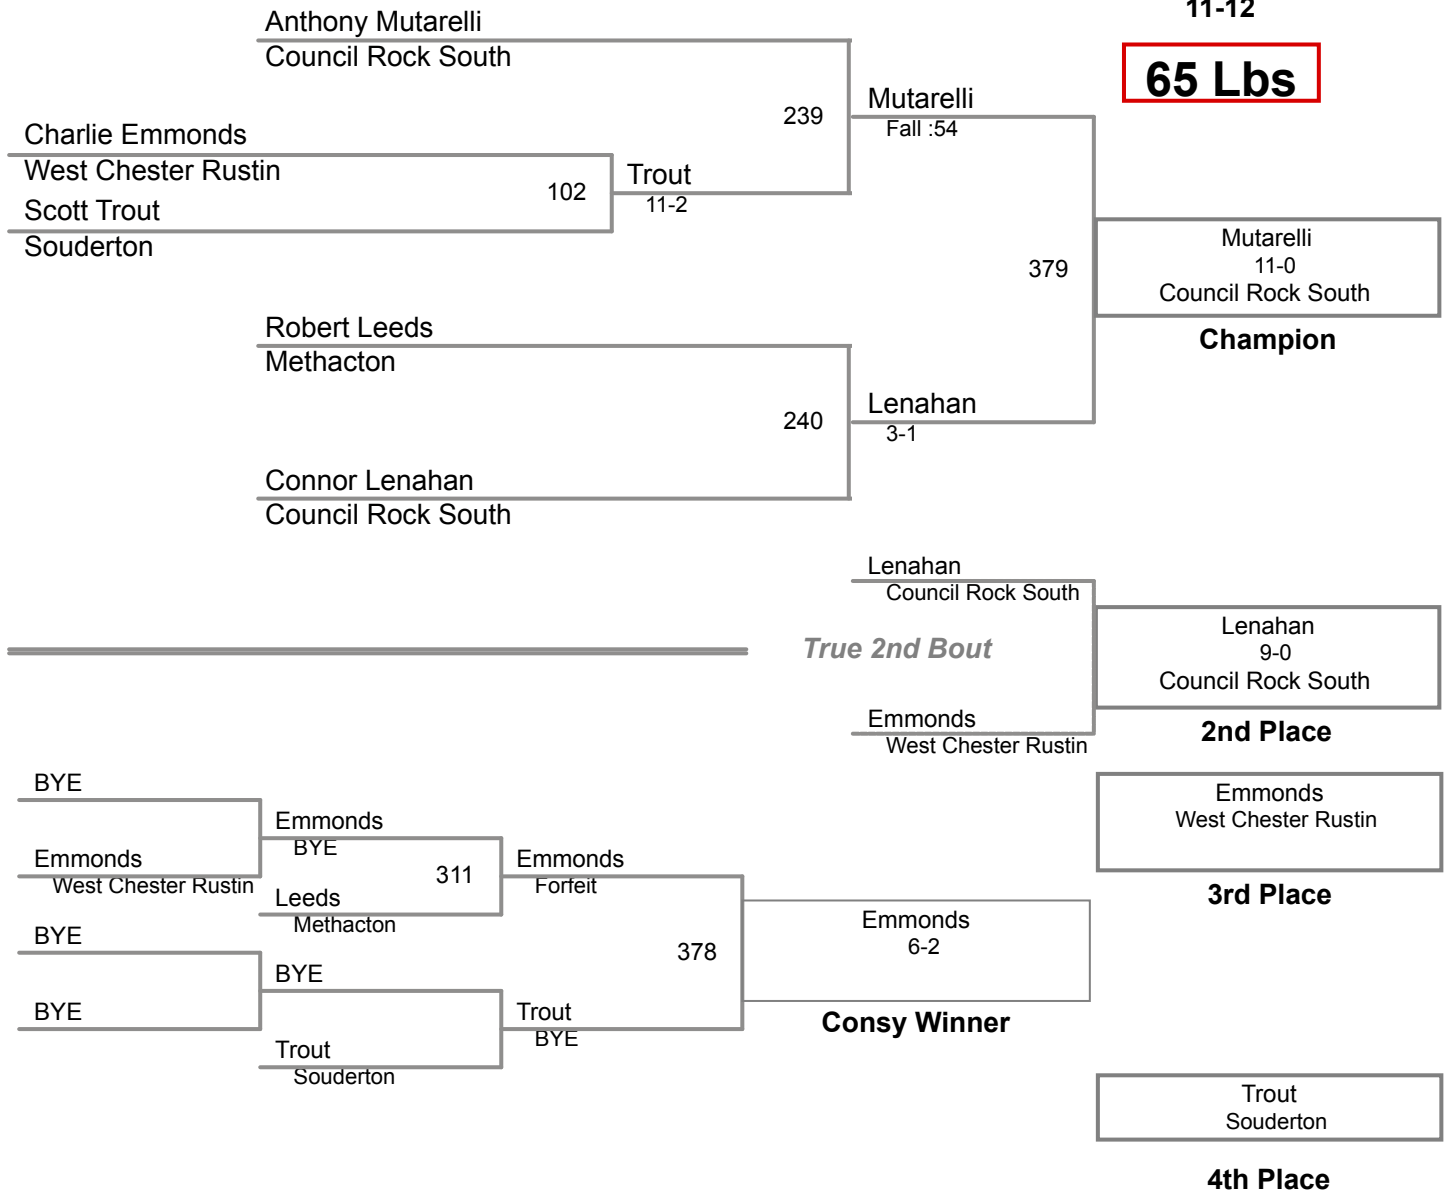 11-12
65 Lbs
Anthony Mutarelli
Council Rock South
239
Mutarelli
Fall :54
Charlie Emmonds
West Chester Rustin
102
Trout
11-2
Scott Trout
Souderton
379
Mutarelli
11-0
Council Rock South
Champion
Robert Leeds
Methacton
240
Lenahan
3-1
Connor Lenahan
Council Rock South
Lenahan
Council Rock South
True 2nd Bout
Lenahan
9-0
Council Rock South
2nd Place
Emmonds
West Chester Rustin
BYE
Emmonds
BYE
Emmonds
West Chester Rustin
311
Emmonds
Forfeit
Leeds
Methacton
Emmonds
West Chester Rustin
3rd Place
BYE
BYE
BYE
378
Emmonds
6-2
Consy Winner
Trout
BYE
Trout
Souderton
Trout
Souderton
4th Place